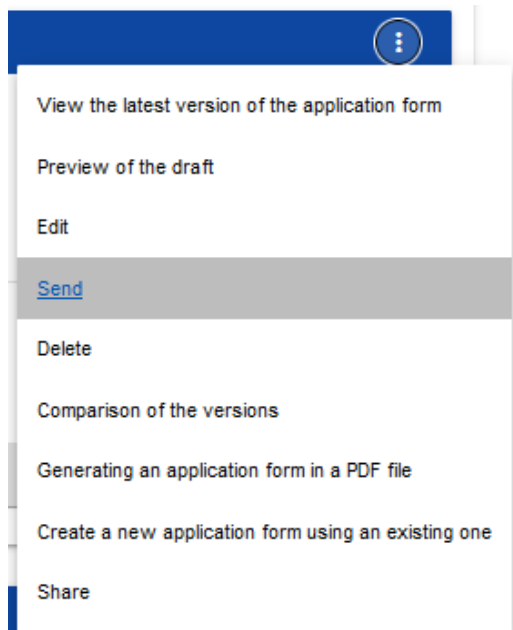 View the latest version of the application form
Preview of the draft
Edit
Send
Delete
Comparison of the versions
Generating an application form in a PDF file
Create a new application form using an existing one
Share